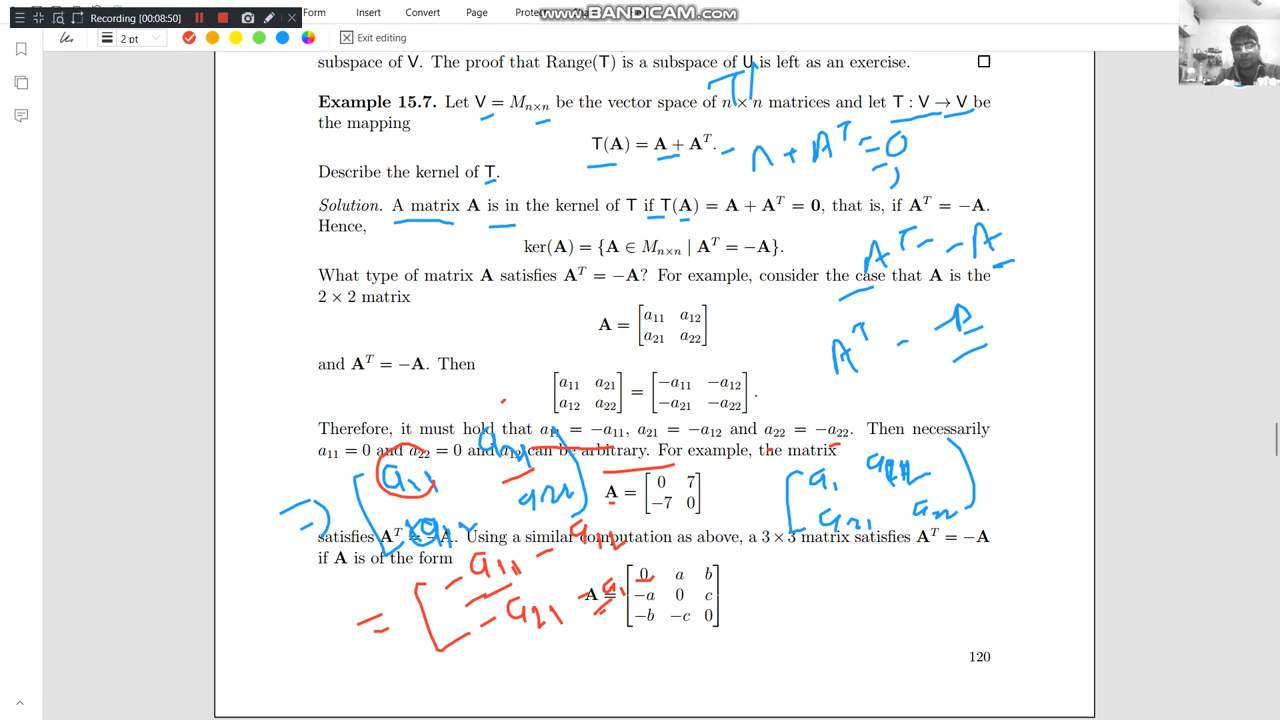 Recording [00:08:50]
Form Insert Convert Page Prote
www.BANDICAM.com
2 pt
Exit editing
subspace of V. The proof that Range(T) is a subspace of U is left as an exercise. □
Example 15.7. Let V = Mₙ×ₙ be the vector space of n × n matrices and let T : V → V be
the mapping
T(A) = A + Aᵀ.
A + Aᵀ = 0
Describe the kernel of T.
Solution. A matrix A is in the kernel of T if T(A) = A + Aᵀ = 0, that is, if Aᵀ = −A.
Hence,
ker(A) = {A ∈ Mₙ×ₙ | Aᵀ = −A}.
Aᵀ = −A
What type of matrix A satisfies Aᵀ = −A? For example, consider the case that A is the
2 × 2 matrix
A = [a₁₁ a₁₂
a₂₁ a₂₂]
and Aᵀ = −A. Then
[a₁₁ a₂₁ = [−a₁₁ −a₁₂
a₁₂ a₂₂] −a₂₁ −a₂₂].
Therefore, it must hold that a₁₁ = −a₁₁, a₂₁ = −a₁₂ and a₂₂ = −a₂₂. Then necessarily
a₁₁ = 0 and a₂₂ = 0 and a₁₂ can be arbitrary. For example, the matrix
A = [0 7
−7 0]
satisfies Aᵀ = −A. Using a similar computation as above, a 3 × 3 matrix satisfies Aᵀ = −A
if A is of the form
A = [0 a b
−a 0 c
−b −c 0]
= [−a₁₁ −a₁₂
−a₂₁
120